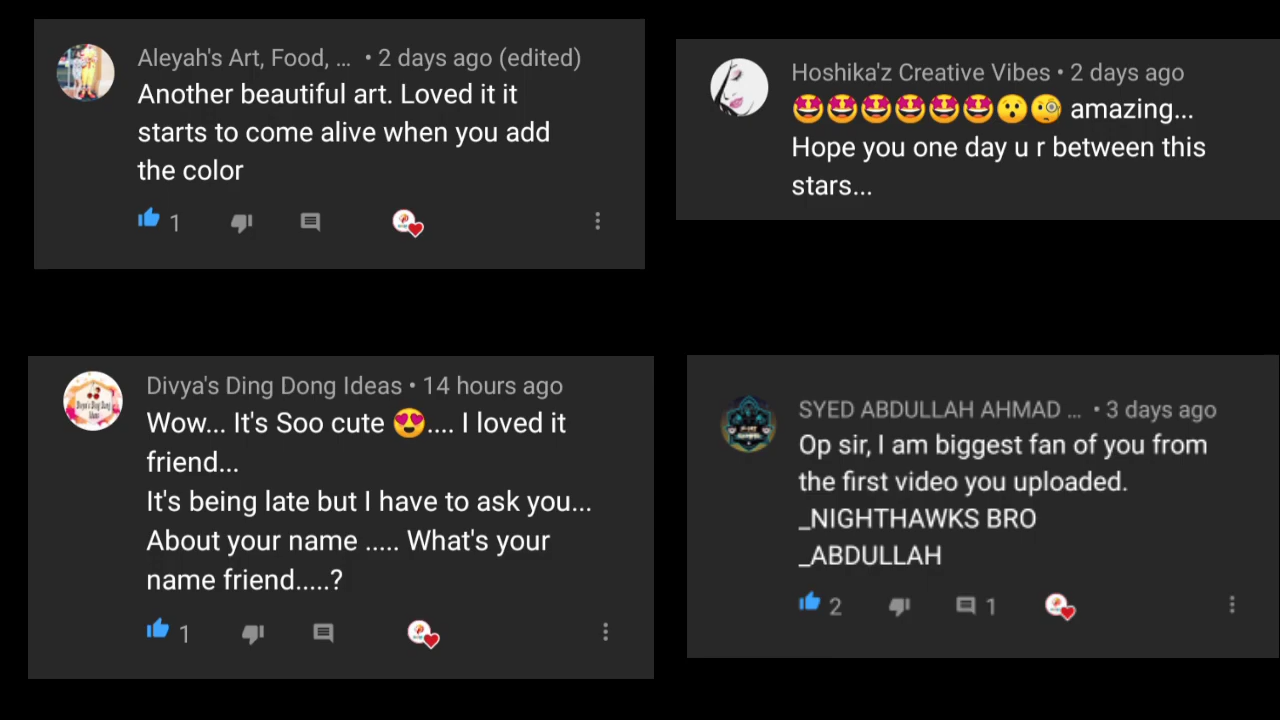 Aleyah's Art, Food, ... • 2 days ago (edited)
Another beautiful art. Loved it it
starts to come alive when you add
the color
1
Hoshika'z Creative Vibes • 2 days ago
🤩🤩🤩🤩🤩🤩😮🧐 amazing...
Hope you one day u r between this
stars...
Divya's Ding Dong Ideas • 14 hours ago
Wow... It's Soo cute 😍.... I loved it
friend...
It's being late but I have to ask you...
About your name ..... What's your
name friend.....?
1
SYED ABDULLAH AHMAD ... • 3 days ago
Op sir, I am biggest fan of you from
the first video you uploaded.
_NIGHTHAWKS BRO
_ABDULLAH
2 1